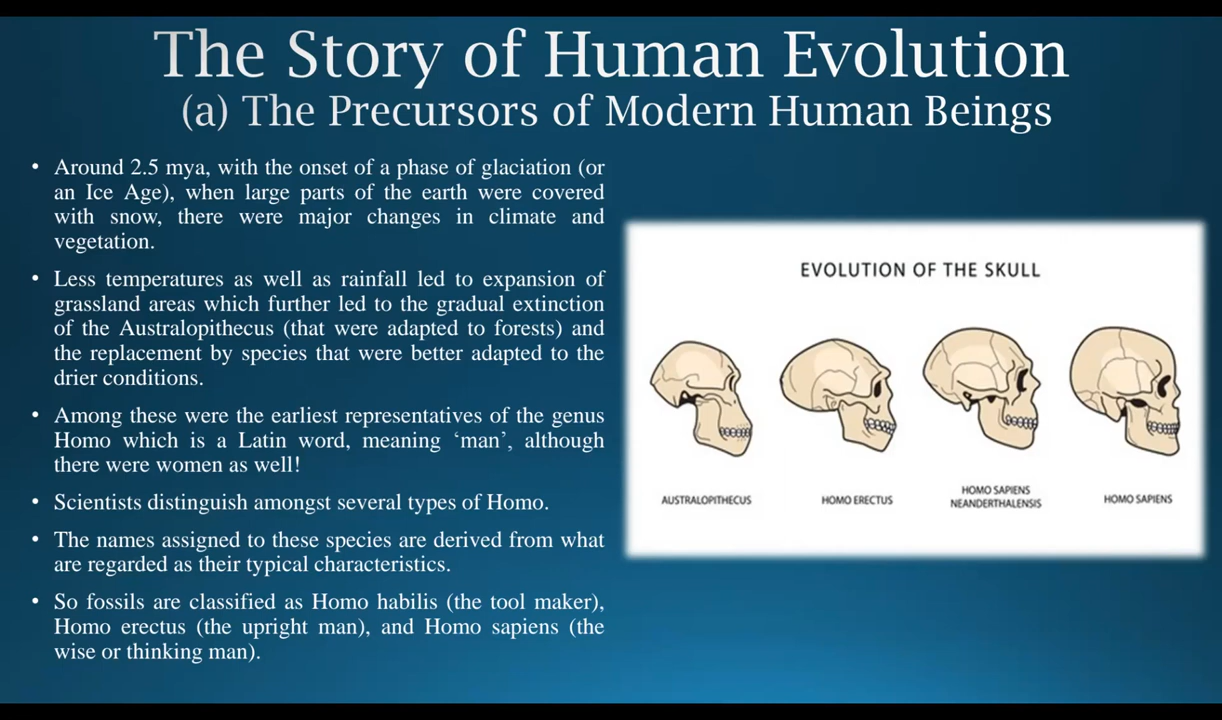 The Story of Human Evolution
(a) The Precursors of Modern Human Beings
• Around 2.5 mya, with the onset of a phase of glaciation (or
an Ice Age), when large parts of the earth were covered
with snow, there were major changes in climate and
vegetation.
• Less temperatures as well as rainfall led to expansion of
grassland areas which further led to the gradual extinction
of the Australopithecus (that were adapted to forests) and
the replacement by species that were better adapted to the
drier conditions.
• Among these were the earliest representatives of the genus
Homo which is a Latin word, meaning ‘man’, although
there were women as well!
• Scientists distinguish amongst several types of Homo.
• The names assigned to these species are derived from what
are regarded as their typical characteristics.
• So fossils are classified as Homo habilis (the tool maker),
Homo erectus (the upright man), and Homo sapiens (the
wise or thinking man).
EVOLUTION OF THE SKULL
AUSTRALOPITHECUS
HOMO ERECTUS
HOMO SAPIENS
NEANDERTHALENSIS
HOMO SAPIENS